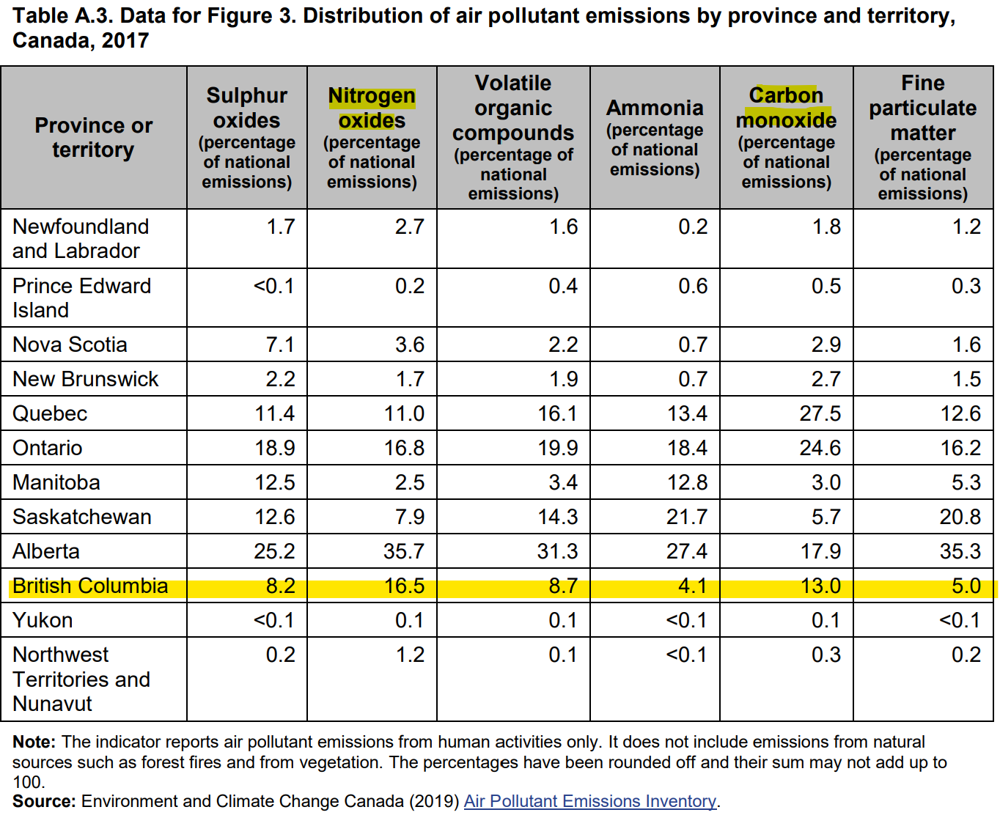 Table A.3. Data for Figure 3. Distribution of air pollutant emissions by province and territory,
Canada, 2017
Province or territory | Sulphur oxides (percentage of national emissions) | Nitrogen oxides (percentage of national emissions) | Volatile organic compounds (percentage of national emissions) | Ammonia (percentage of national emissions) | Carbon monoxide (percentage of national emissions) | Fine particulate matter (percentage of national emissions)
Newfoundland and Labrador | 1.7 | 2.7 | 1.6 | 0.2 | 1.8 | 1.2
Prince Edward Island | <0.1 | 0.2 | 0.4 | 0.6 | 0.5 | 0.3
Nova Scotia | 7.1 | 3.6 | 2.2 | 0.7 | 2.9 | 1.6
New Brunswick | 2.2 | 1.7 | 1.9 | 0.7 | 2.7 | 1.5
Quebec | 11.4 | 11.0 | 16.1 | 13.4 | 27.5 | 12.6
Ontario | 18.9 | 16.8 | 19.9 | 18.4 | 24.6 | 16.2
Manitoba | 12.5 | 2.5 | 3.4 | 12.8 | 3.0 | 5.3
Saskatchewan | 12.6 | 7.9 | 14.3 | 21.7 | 5.7 | 20.8
Alberta | 25.2 | 35.7 | 31.3 | 27.4 | 17.9 | 35.3
British Columbia | 8.2 | 16.5 | 8.7 | 4.1 | 13.0 | 5.0
Yukon | <0.1 | 0.1 | 0.1 | <0.1 | 0.1 | <0.1
Northwest Territories and Nunavut | 0.2 | 1.2 | 0.1 | <0.1 | 0.3 | 0.2
Note: The indicator reports air pollutant emissions from human activities only. It does not include emissions from natural
sources such as forest fires and from vegetation. The percentages have been rounded off and their sum may not add up to
100.
Source: Environment and Climate Change Canada (2019) Air Pollutant Emissions Inventory.